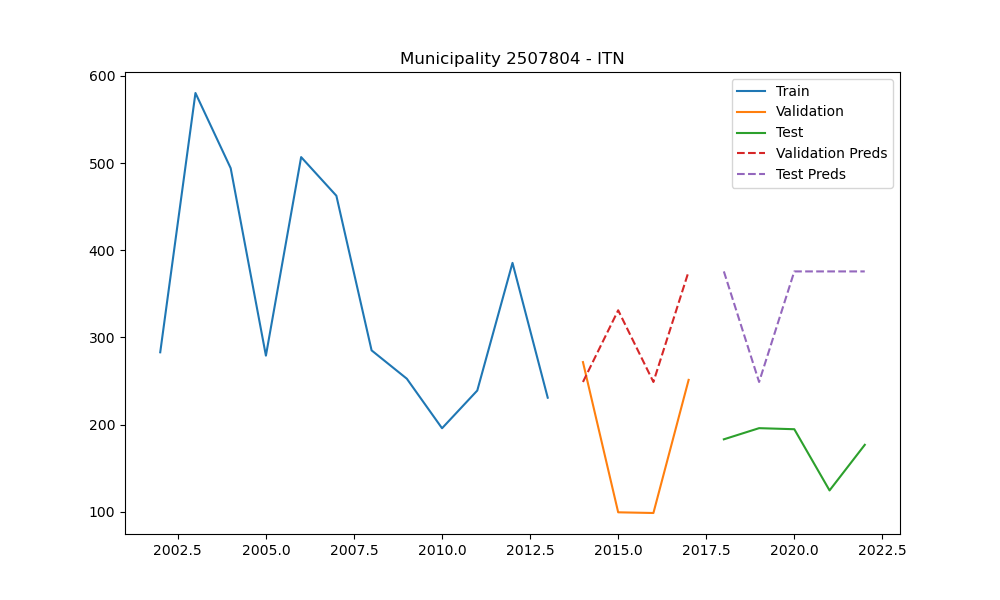 Municipality 2507804 - ITN
600
500
400
300
200
100
Train
Validation
Test
Validation Preds
Test Preds
2002.5 2005.0 2007.5 2010.0 2012.5 2015.0 2017.5 2020.0 2022.5